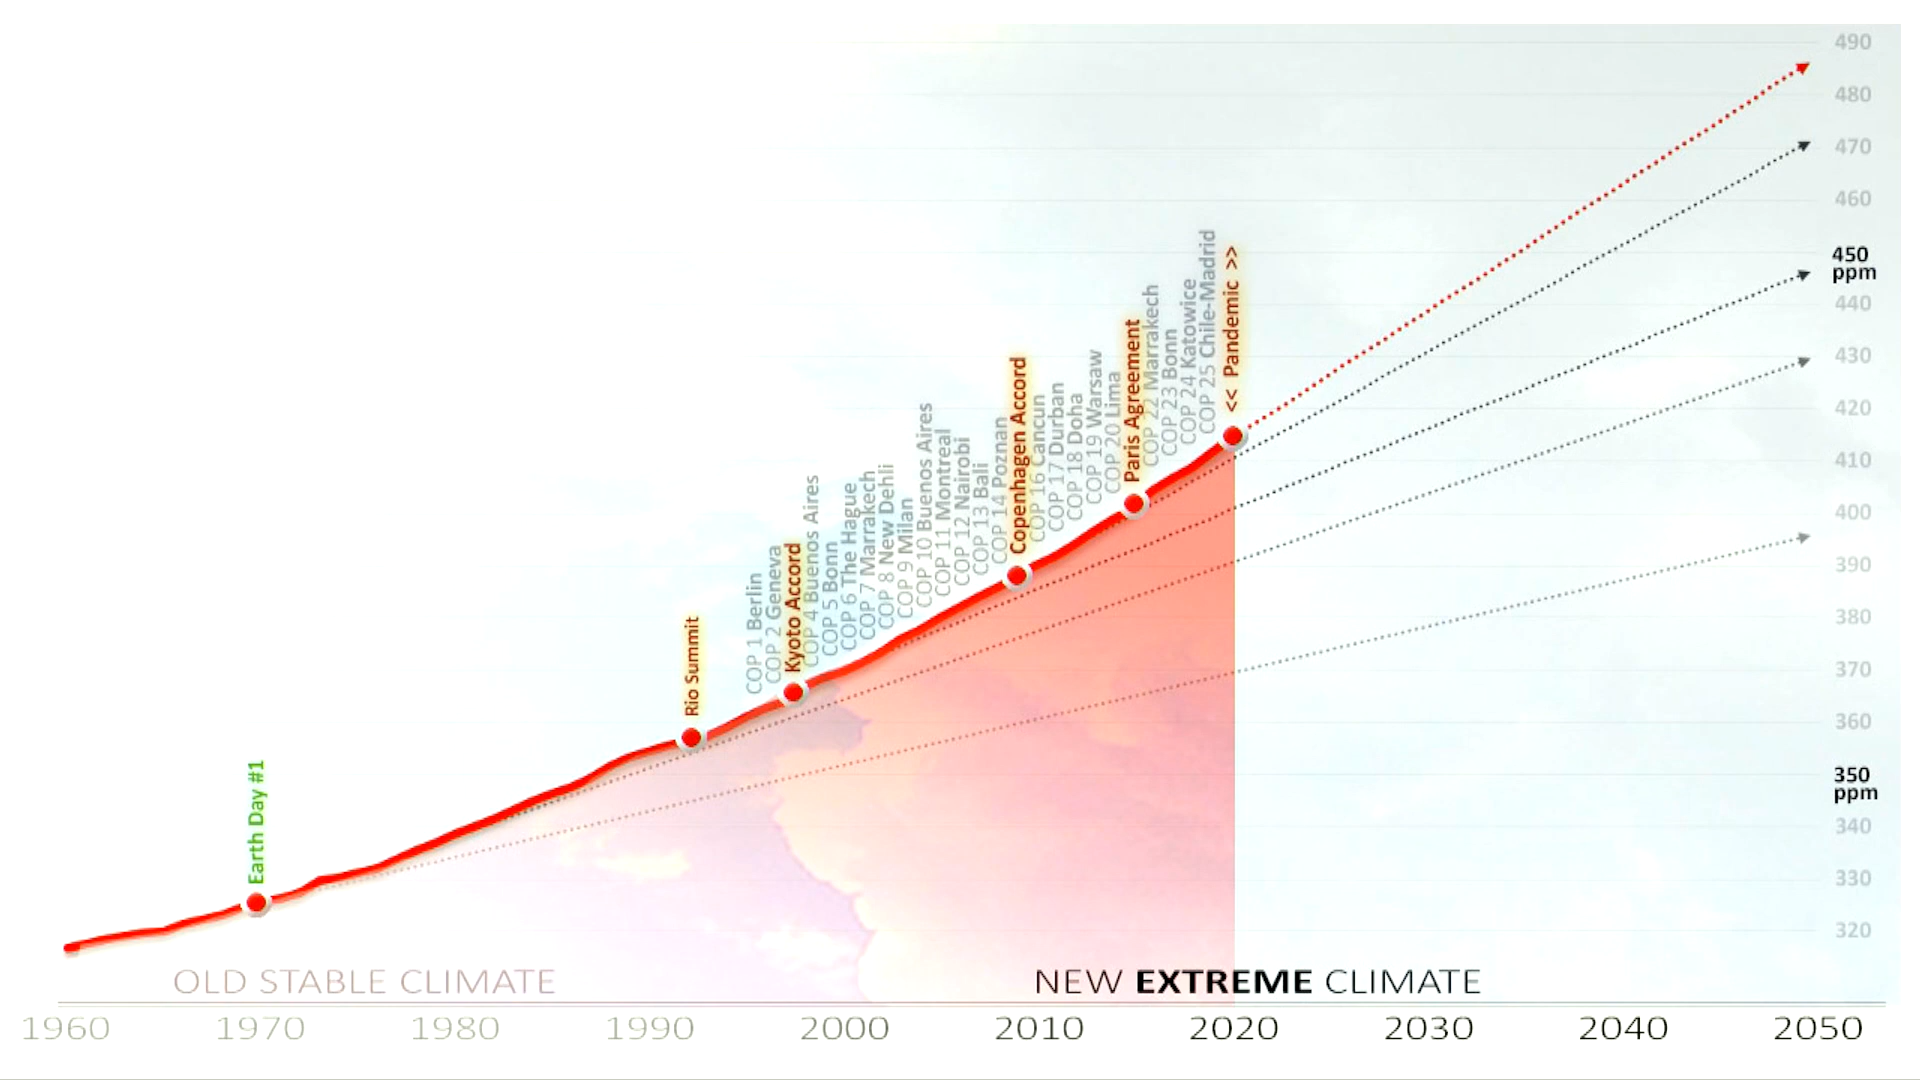 490
480
470
460
450
ppm
440
430
420
410
400
390
380
370
360
350
ppm
340
330
320
Earth Day #1
Rio Summit
COP 1 Berlin
COP 2 Geneva
Kyoto Accord
COP 4 Buenos Aires
COP 5 Bonn
COP 6 The Hague
COP 7 Marrakech
COP 8 New Dehli
COP 9 Milan
COP 10 Buenos Aires
COP 11 Montreal
COP 12 Nairobi
COP 13 Bali
COP 14 Poznan
Copenhagen Accord
COP 16 Cancun
COP 17 Durban
COP 18 Doha
COP 19 Warsaw
COP 20 Lima
Paris Agreement
COP 22 Marrakech
COP 23 Bonn
COP 24 Katowice
COP 25 Chile-Madrid
<< Pandemic >>
OLD STABLE CLIMATE
NEW EXTREME CLIMATE
1960 1970 1980 1990 2000 2010 2020 2030 2040 2050